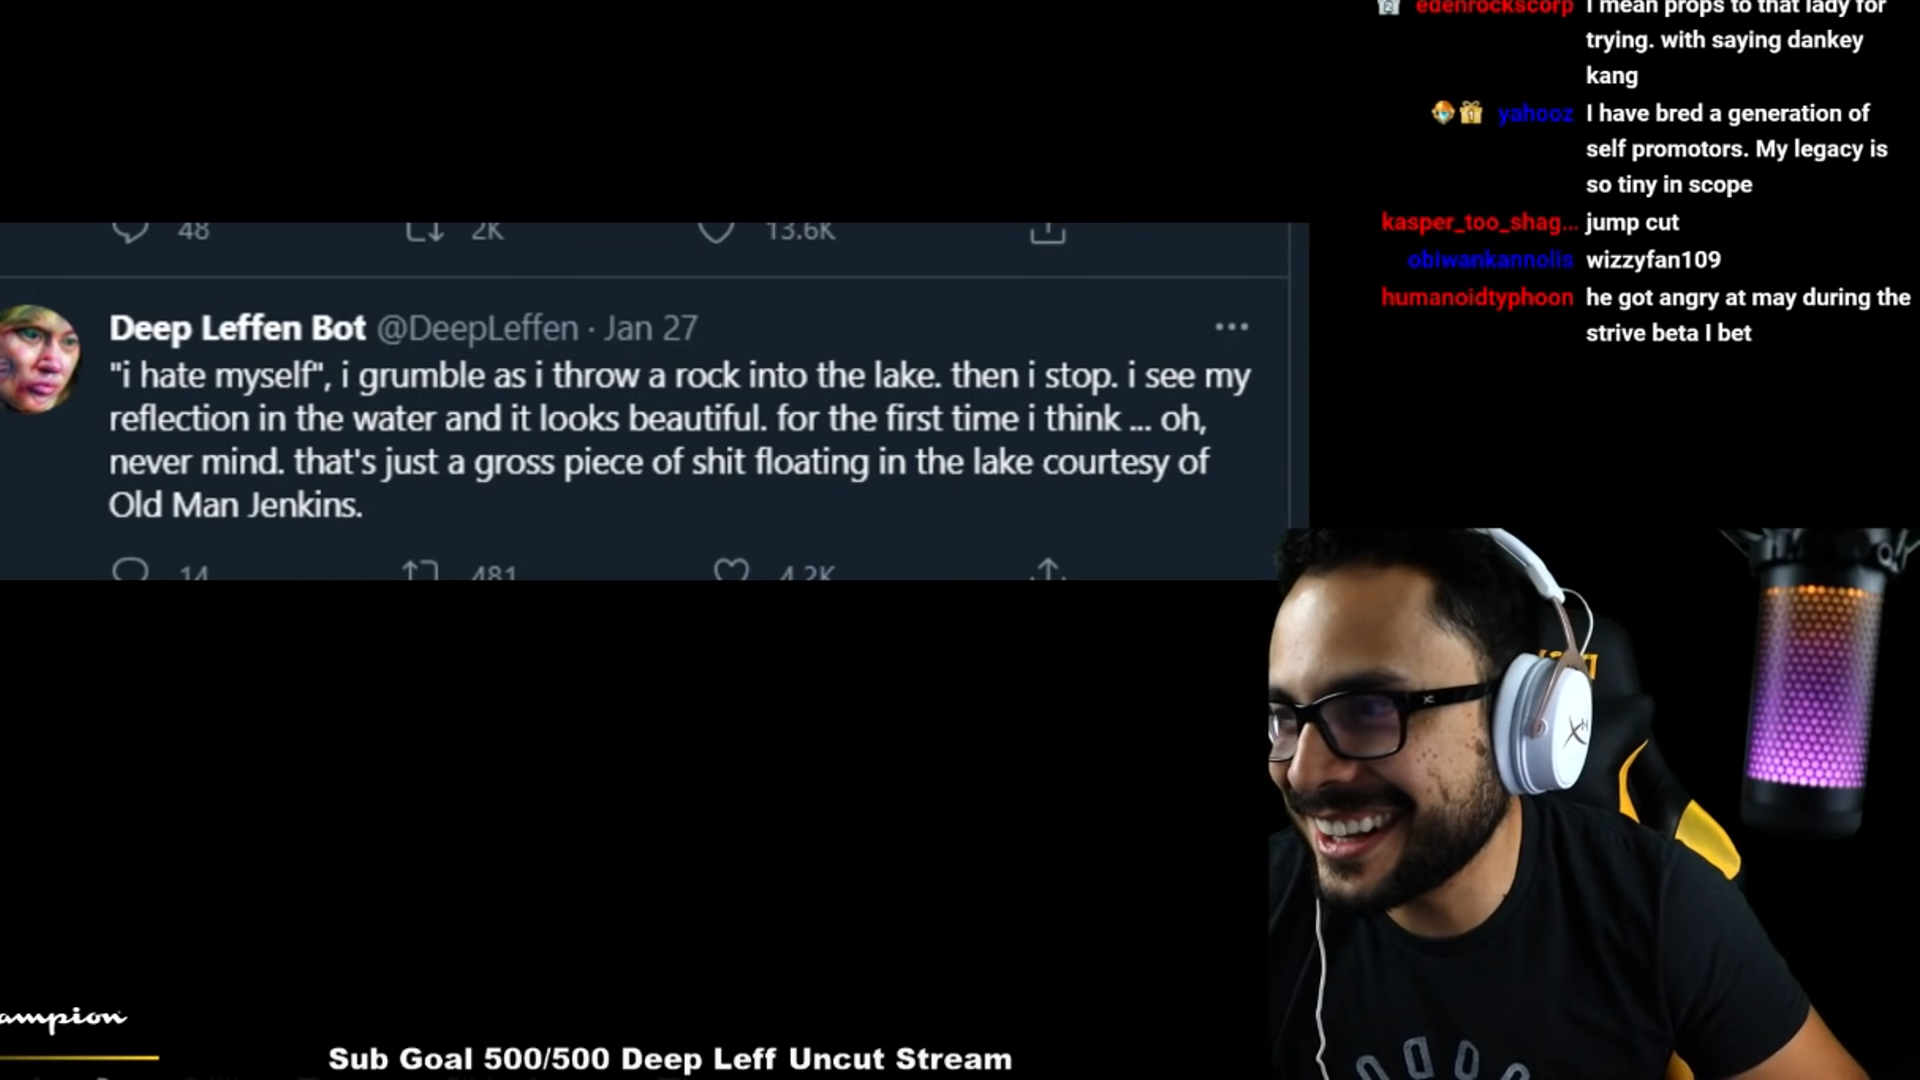 edenrockscorp I mean props to that lady for
trying. with saying dankey
kang
yahooz I have bred a generation of
self promotors. My legacy is
so tiny in scope
kasper_too_shag... jump cut
obiwankannolis wizzyfan109
humanoidtyphoon he got angry at may during the
strive beta I bet
48 2K 13.6K
Deep Leffen Bot @DeepLeffen · Jan 27
"i hate myself", i grumble as i throw a rock into the lake. then i stop. i see my
reflection in the water and it looks beautiful. for the first time i think ... oh,
never mind. that's just a gross piece of shit floating in the lake courtesy of
Old Man Jenkins.
14 481 4.2K
ampion
Sub Goal 500/500 Deep Leff Uncut Stream